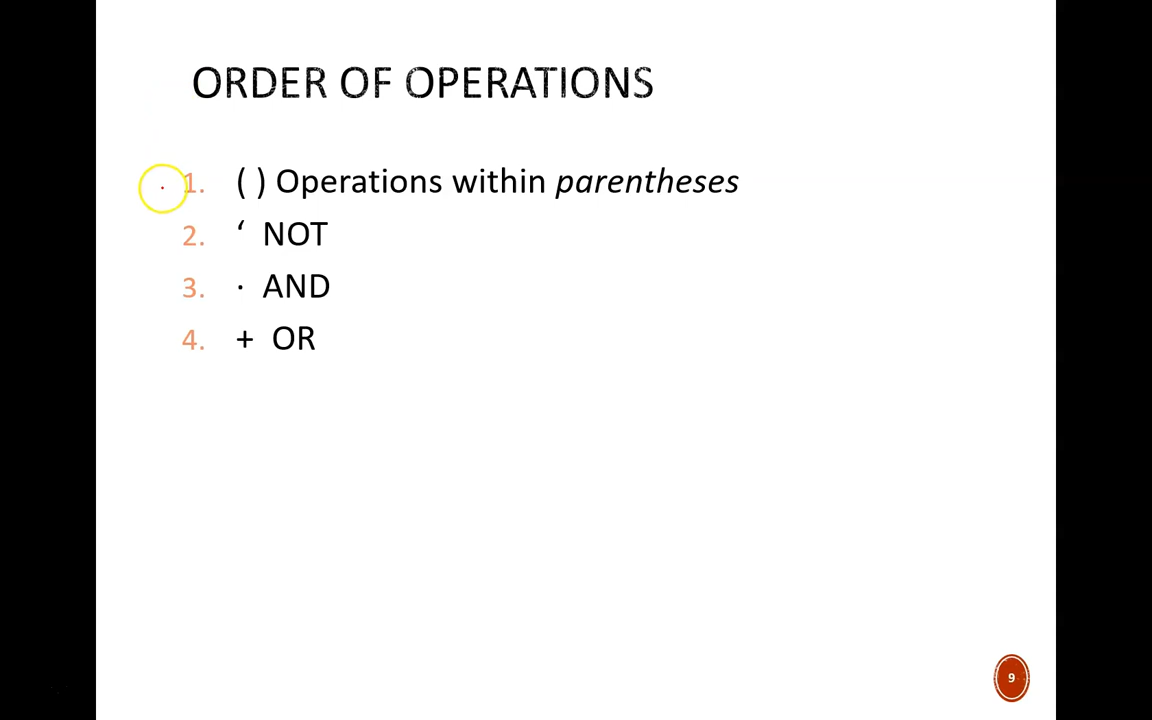 ORDER OF OPERATIONS
1. ( ) Operations within parentheses
2. ‘ NOT
3. · AND
4. + OR
9